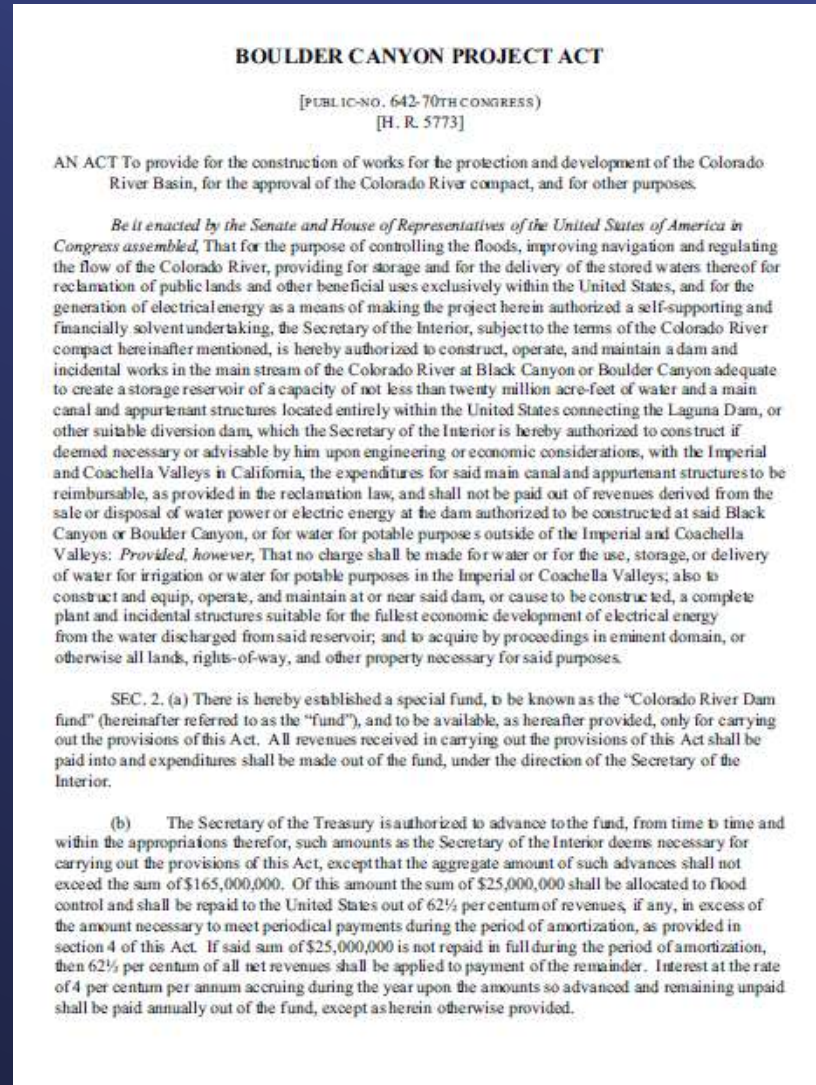 BOULDER CANYON PROJECT ACT
[PUBLIC-NO. 642-70TH CONGRESS)
[H. R. 5773]
AN ACT To provide for the construction of works for the protection and development of the Colorado
River Basin, for the approval of the Colorado River compact, and for other purposes.
Be it enacted by the Senate and House of Representatives of the United States of America in
Congress assembled, That for the purpose of controlling the floods, improving navigation and regulating
the flow of the Colorado River, providing for storage and for the delivery of the stored waters thereof for
reclamation of public lands and other beneficial uses exclusively within the United States, and for the
generation of electrical energy as a means of making the project herein authorized a self-supporting and
financially solvent undertaking, the Secretary of the Interior, subject to the terms of the Colorado River
compact hereinafter mentioned, is hereby authorized to construct, operate, and maintain a dam and
incidental works in the main stream of the Colorado River at Black Canyon or Boulder Canyon adequate
to create a storage reservoir of a capacity of not less than twenty million acre-feet of water and a main
canal and appurtenant structures located entirely within the United States connecting the Laguna Dam, or
other suitable diversion dam, which the Secretary of the Interior is hereby authorized to construct if
deemed necessary or advisable by him upon engineering or economic considerations, with the Imperial
and Coachella Valleys in California, the expenditures for said main canal and appurtenant structures to be
reimbursable, as provided in the reclamation law, and shall not be paid out of revenues derived from the
sale or disposal of water power or electric energy at the dam authorized to be constructed at said Black
Canyon or Boulder Canyon, or for water for potable purposes outside of the Imperial and Coachella
Valleys: Provided, however, That no charge shall be made for water or for the use, storage, or delivery
of water for irrigation or water for potable purposes in the Imperial or Coachella Valleys; also to
construct and equip, operate, and maintain at or near said dam, or cause to be constructed, a complete
plant and incidental structures suitable for the fullest economic development of electrical energy
from the water discharged from said reservoir; and to acquire by proceedings in eminent domain, or
otherwise all lands, rights-of-way, and other property necessary for said purposes.
SEC. 2. (a) There is hereby established a special fund, to be known as the “Colorado River Dam
fund” (hereinafter referred to as the “fund”), and to be available, as hereafter provided, only for carrying
out the provisions of this Act. All revenues received in carrying out the provisions of this Act shall be
paid into and expenditures shall be made out of the fund, under the direction of the Secretary of the
Interior.
(b) The Secretary of the Treasury is authorized to advance to the fund, from time to time and
within the appropriations therefor, such amounts as the Secretary of the Interior deems necessary for
carrying out the provisions of this Act, except that the aggregate amount of such advances shall not
exceed the sum of $165,000,000. Of this amount the sum of $25,000,000 shall be allocated to flood
control and shall be repaid to the United States out of 62½ per centum of revenues, if any, in excess of
the amount necessary to meet periodical payments during the period of amortization, as provided in
section 4 of this Act. If said sum of $25,000,000 is not repaid in full during the period of amortization,
then 62½ per centum of all net revenues shall be applied to payment of the remainder. Interest at the rate
of 4 per centum per annum accruing during the year upon the amounts so advanced and remaining unpaid
shall be paid annually out of the fund, except as herein otherwise provided.